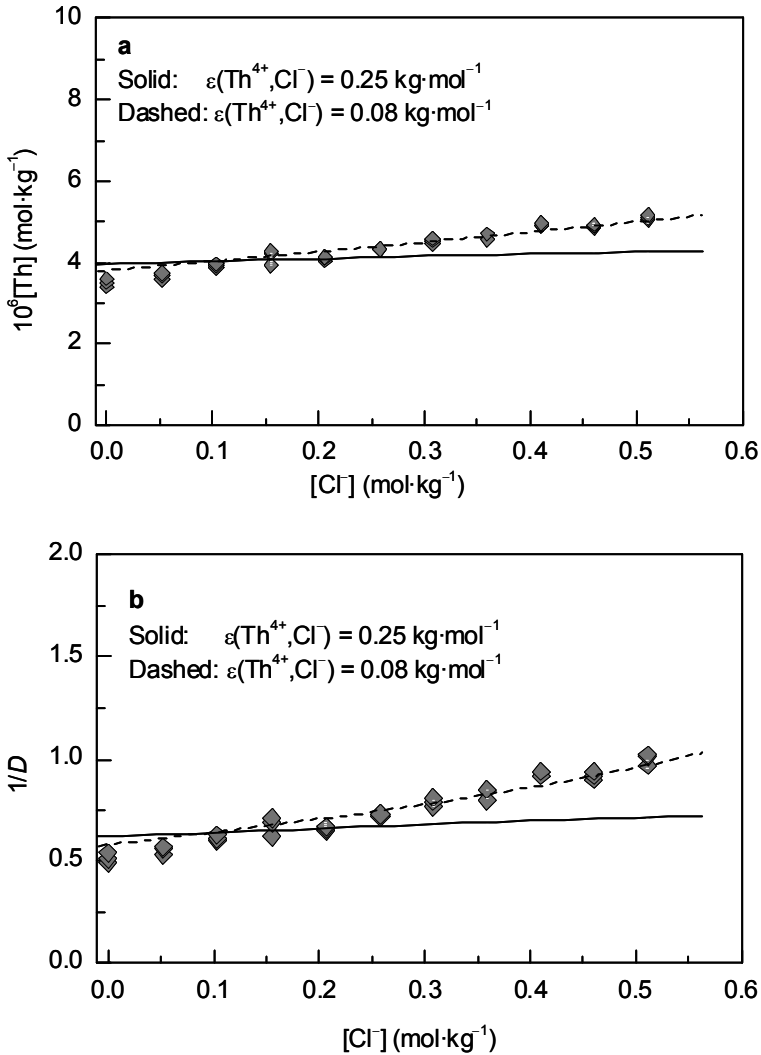 a
Solid: ε(Th⁴⁺,Cl⁻) = 0.25 kg·mol⁻¹
Dashed: ε(Th⁴⁺,Cl⁻) = 0.08 kg·mol⁻¹
10
8
6
4
2
0
10⁶[Th] (mol·kg⁻¹)
0.0 0.1 0.2 0.3 0.4 0.5 0.6
[Cl⁻] (mol·kg⁻¹)
b
Solid: ε(Th⁴⁺,Cl⁻) = 0.25 kg·mol⁻¹
Dashed: ε(Th⁴⁺,Cl⁻) = 0.08 kg·mol⁻¹
2.0
1.5
1.0
0.5
0.0
1/D
0.0 0.1 0.2 0.3 0.4 0.5 0.6
[Cl⁻] (mol·kg⁻¹)